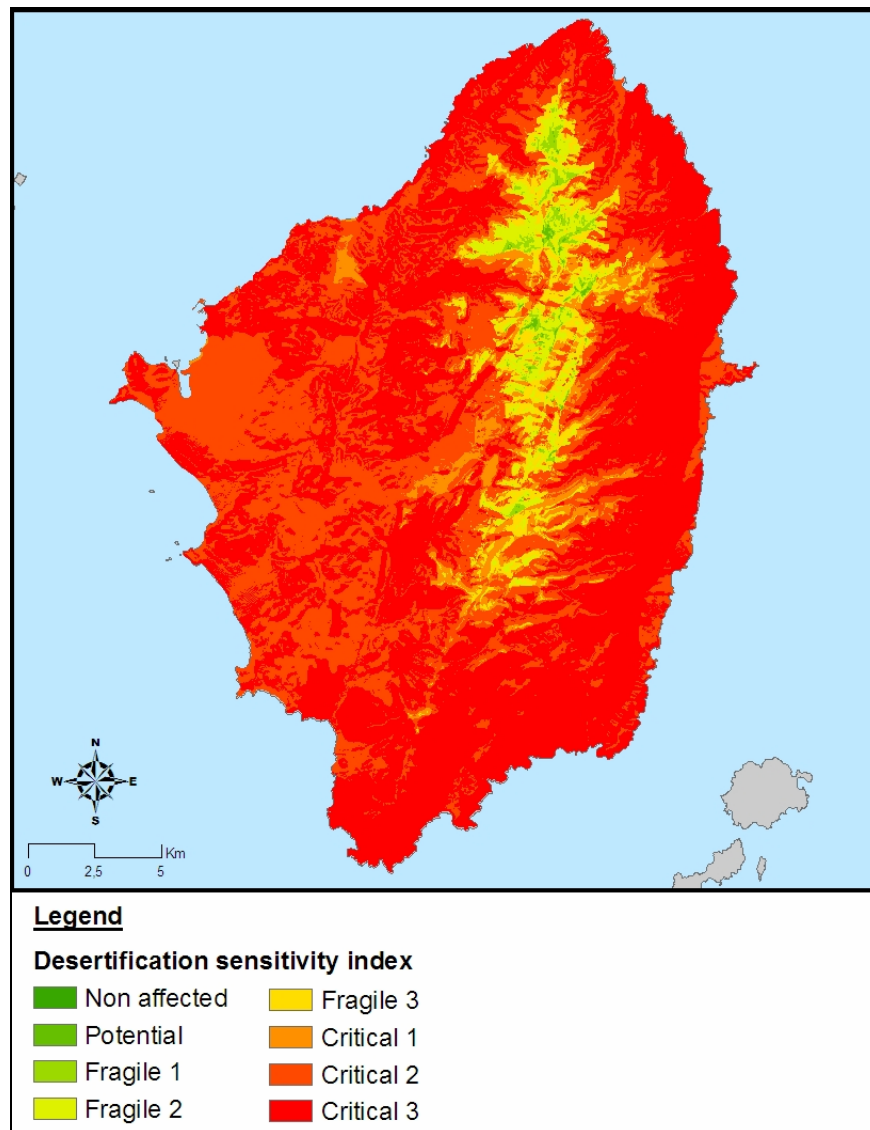 N
W E
S
Km
0 2,5 5
Legend
Desertification sensitivity index
Non affected
Potential
Fragile 1
Fragile 2
Fragile 3
Critical 1
Critical 2
Critical 3